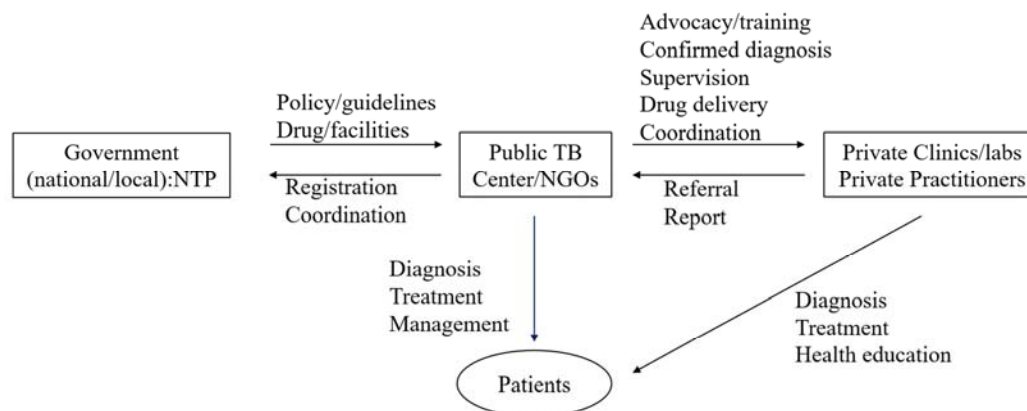 Advocacy/training
Confirmed diagnosis
Supervision
Drug delivery
Coordination
Policy/guidelines
Drug/facilities
Government
(national/local):NTP
Public TB
Center/NGOs
Private Clinics/labs
Private Practitioners
Registration
Coordination
Referral
Report
Diagnosis
Treatment
Management
Diagnosis
Treatment
Health education
Patients